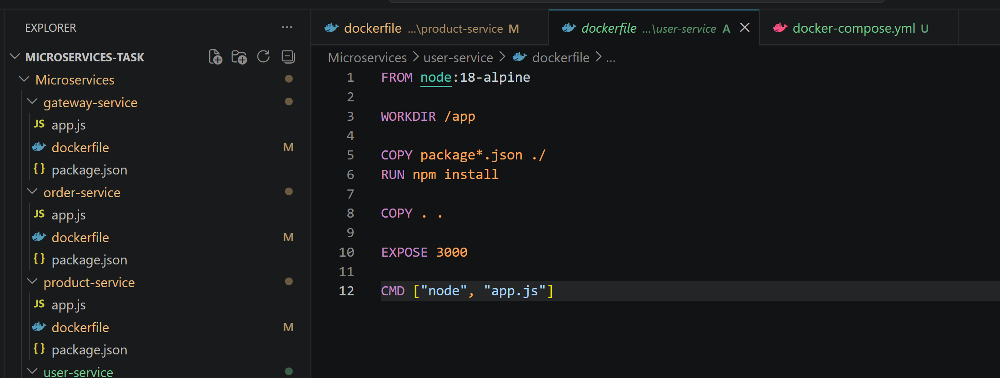 EXPLORER
MICROSERVICES-TASK
Microservices
gateway-service
JS app.js
dockerfile M
{} package.json
order-service
JS app.js
dockerfile M
{} package.json
product-service
JS app.js
dockerfile M
{} package.json
user-service
dockerfile ...\product-service M
dockerfile ...\user-service A
docker-compose.yml U
Microservices > user-service > dockerfile > ...
1 FROM node:18-alpine
2
3 WORKDIR /app
4
5 COPY package*.json ./
6 RUN npm install
7
8 COPY . .
9
10 EXPOSE 3000
11
12 CMD ["node", "app.js"]